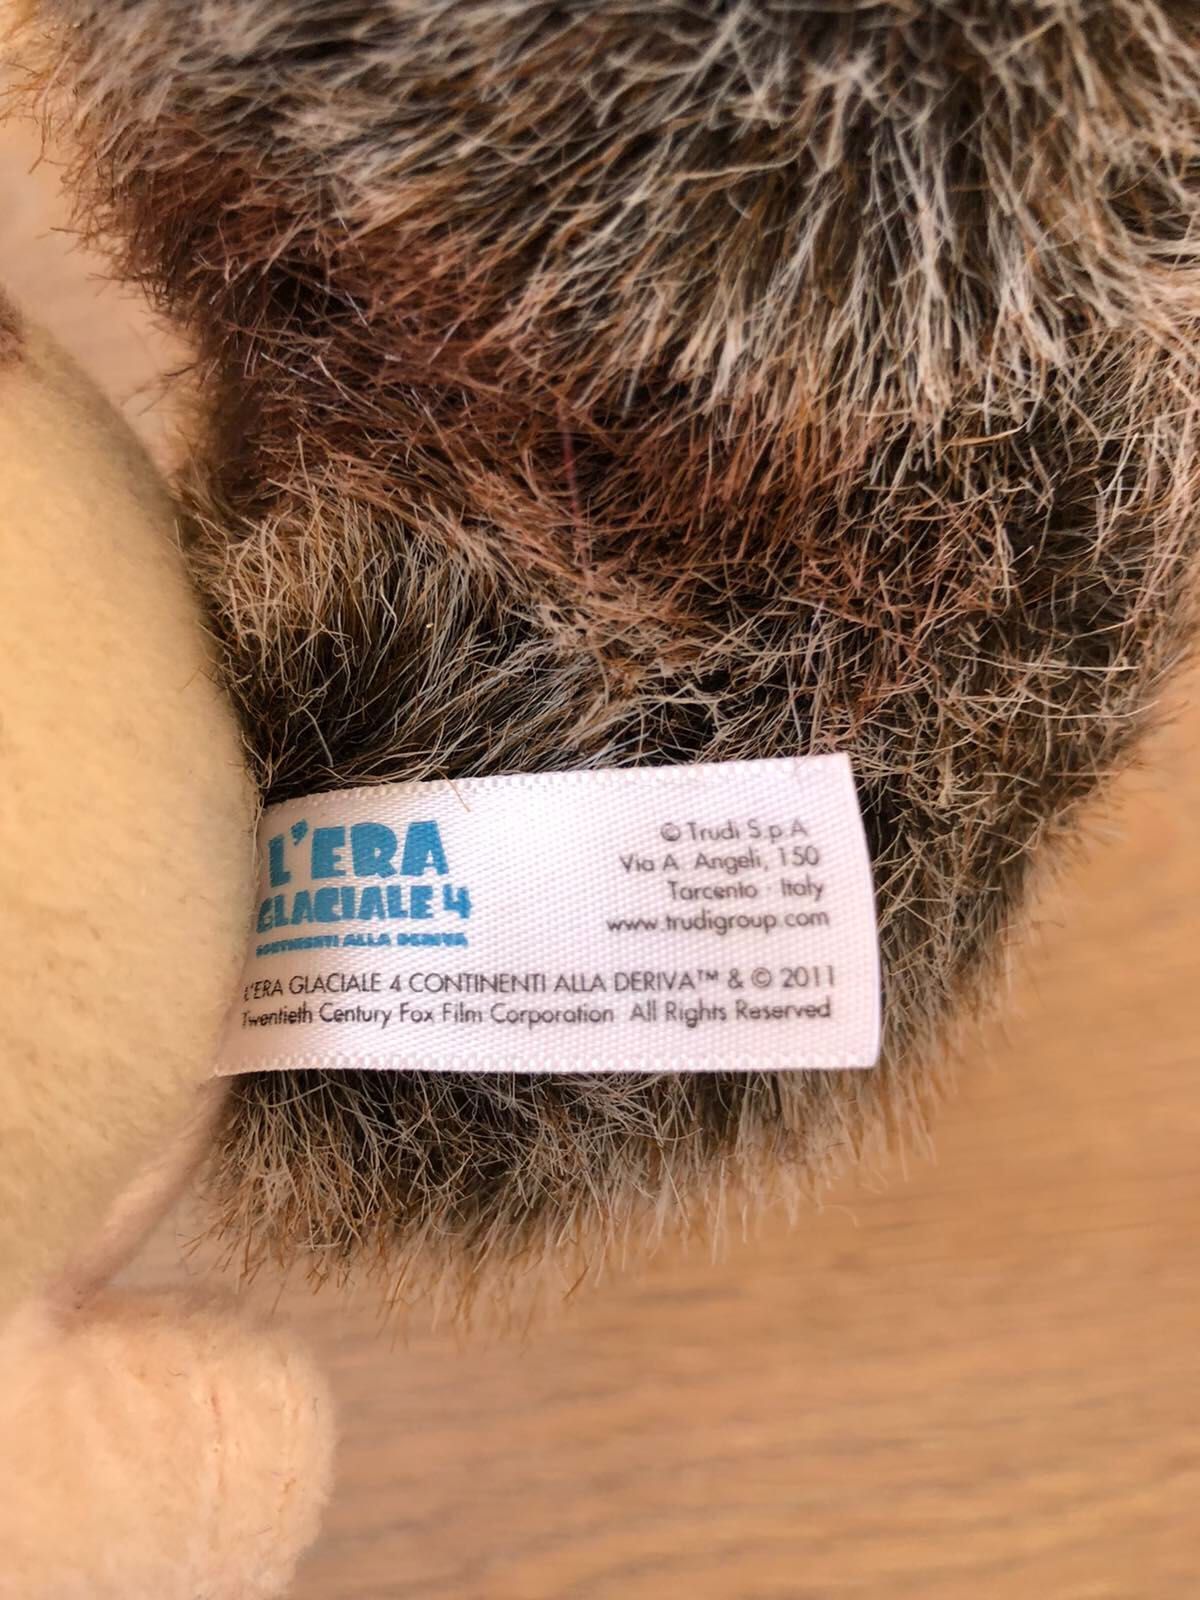 L'ERA
GLACIALE 4
CONTINENTI ALLA DERIVA
© Trudi S.p.A
Via A. Angeli, 150
Tarcento · Italy
www.trudigroup.com
L'ERA GLACIALE 4 CONTINENTI ALLA DERIVA™ & © 2011
Twentieth Century Fox Film Corporation All Rights Reserved